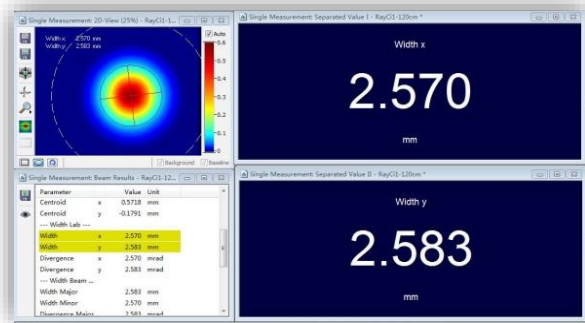 Single Measurement: 2D-View (25%) - RayCi1-1...
Width x 2.570 mm
Width y 2.583 mm
Auto
0.6
0.5
0.4
0.3
0.2
0.1
0
Background
Baseline
Single Measurement: Separated Value I - RayCi1-120cm *
Width x
2.570
mm
Single Measurement: Beam Results - RayCi1-12...
Parameter Value Unit
Centroid x 0.5718 mm
Centroid y -0.1791 mm
--- Width Lab ---
Width x 2.570 mm
Width y 2.583 mm
Divergence x 2.570 mrad
Divergence y 2.583 mrad
--- Width Beam ...
Width Major 2.583 mm
Width Minor 2.570 mm
Divergence Major 2.583 mrad
Single Measurement: Separated Value II - RayCi1-120cm *
Width y
2.583
mm